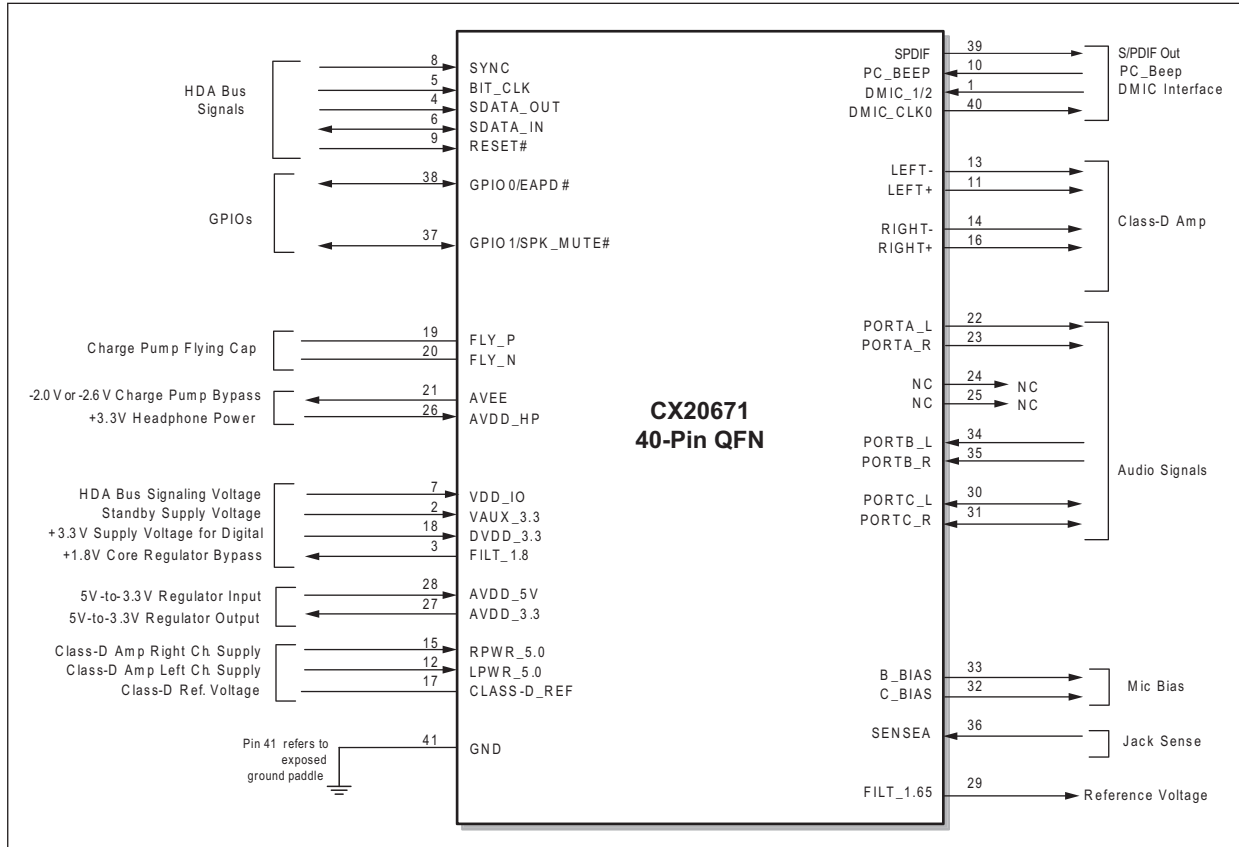 HDA Bus
Signals
8 SYNC
5 BIT_CLK
4 SDATA_OUT
6 SDATA_IN
9 RESET#
GPIOs
38 GPIO0/EAPD#
37 GPIO1/SPK_MUTE#
Charge Pump Flying Cap
19 FLY_P
20 FLY_N
-2.0 V or -2.6 V Charge Pump Bypass 21 AVEE
+3.3V Headphone Power 26 AVDD_HP
HDA Bus Signaling Voltage 7 VDD_IO
Standby Supply Voltage 2 VAUX_3.3
+3.3V Supply Voltage for Digital 18 DVDD_3.3
+1.8V Core Regulator Bypass 3 FILT_1.8
5V-to-3.3V Regulator Input 28 AVDD_5V
5V-to-3.3V Regulator Output 27 AVDD_3.3
Class-D Amp Right Ch. Supply 15 RPWR_5.0
Class-D Amp Left Ch. Supply 12 LPWR_5.0
Class-D Ref. Voltage 17 CLASS-D_REF
Pin 41 refers to
exposed
ground paddle
41 GND
CX20671
40-Pin QFN
SPDIF 39 S/PDIF Out
PC_BEEP 10 PC_Beep
DMIC_1/2 1 DMIC Interface
DMIC_CLK0 40
LEFT- 13
LEFT+ 11
RIGHT- 14
RIGHT+ 16
Class-D Amp
PORTA_L 22
PORTA_R 23
NC 24 NC
NC 25 NC
PORTB_L 34
PORTB_R 35
PORTC_L 30
PORTC_R 31
Audio Signals
B_BIAS 33
C_BIAS 32
Mic Bias
SENSEA 36
Jack Sense
FILT_1.65 29 Reference Voltage